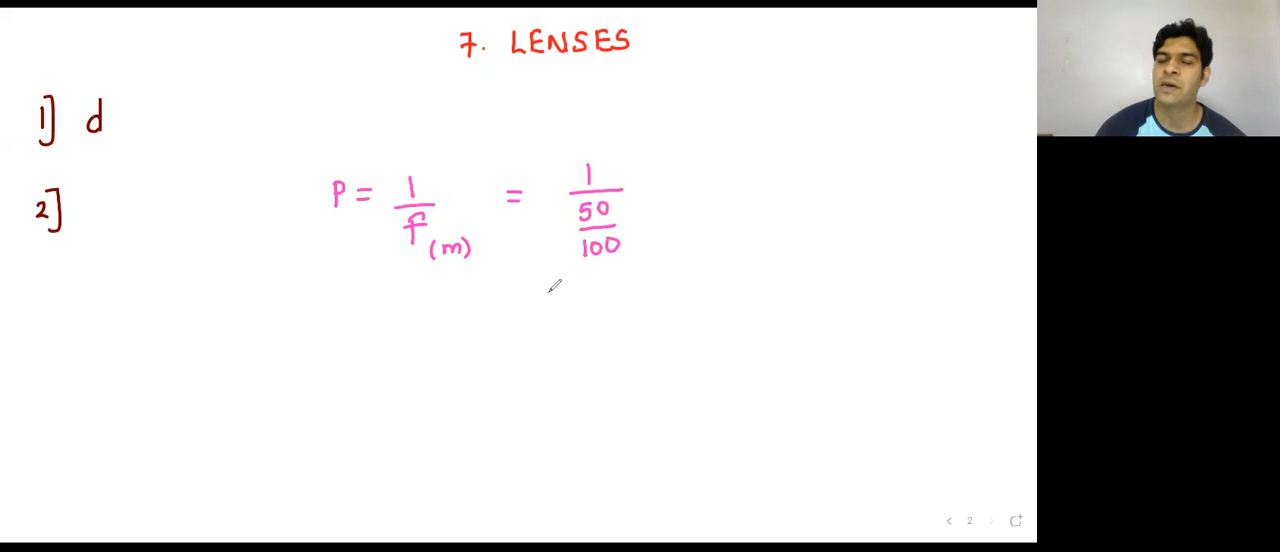 7. LENSES
1] d
2] P = 1/f(m) = 1/(50/100)
2